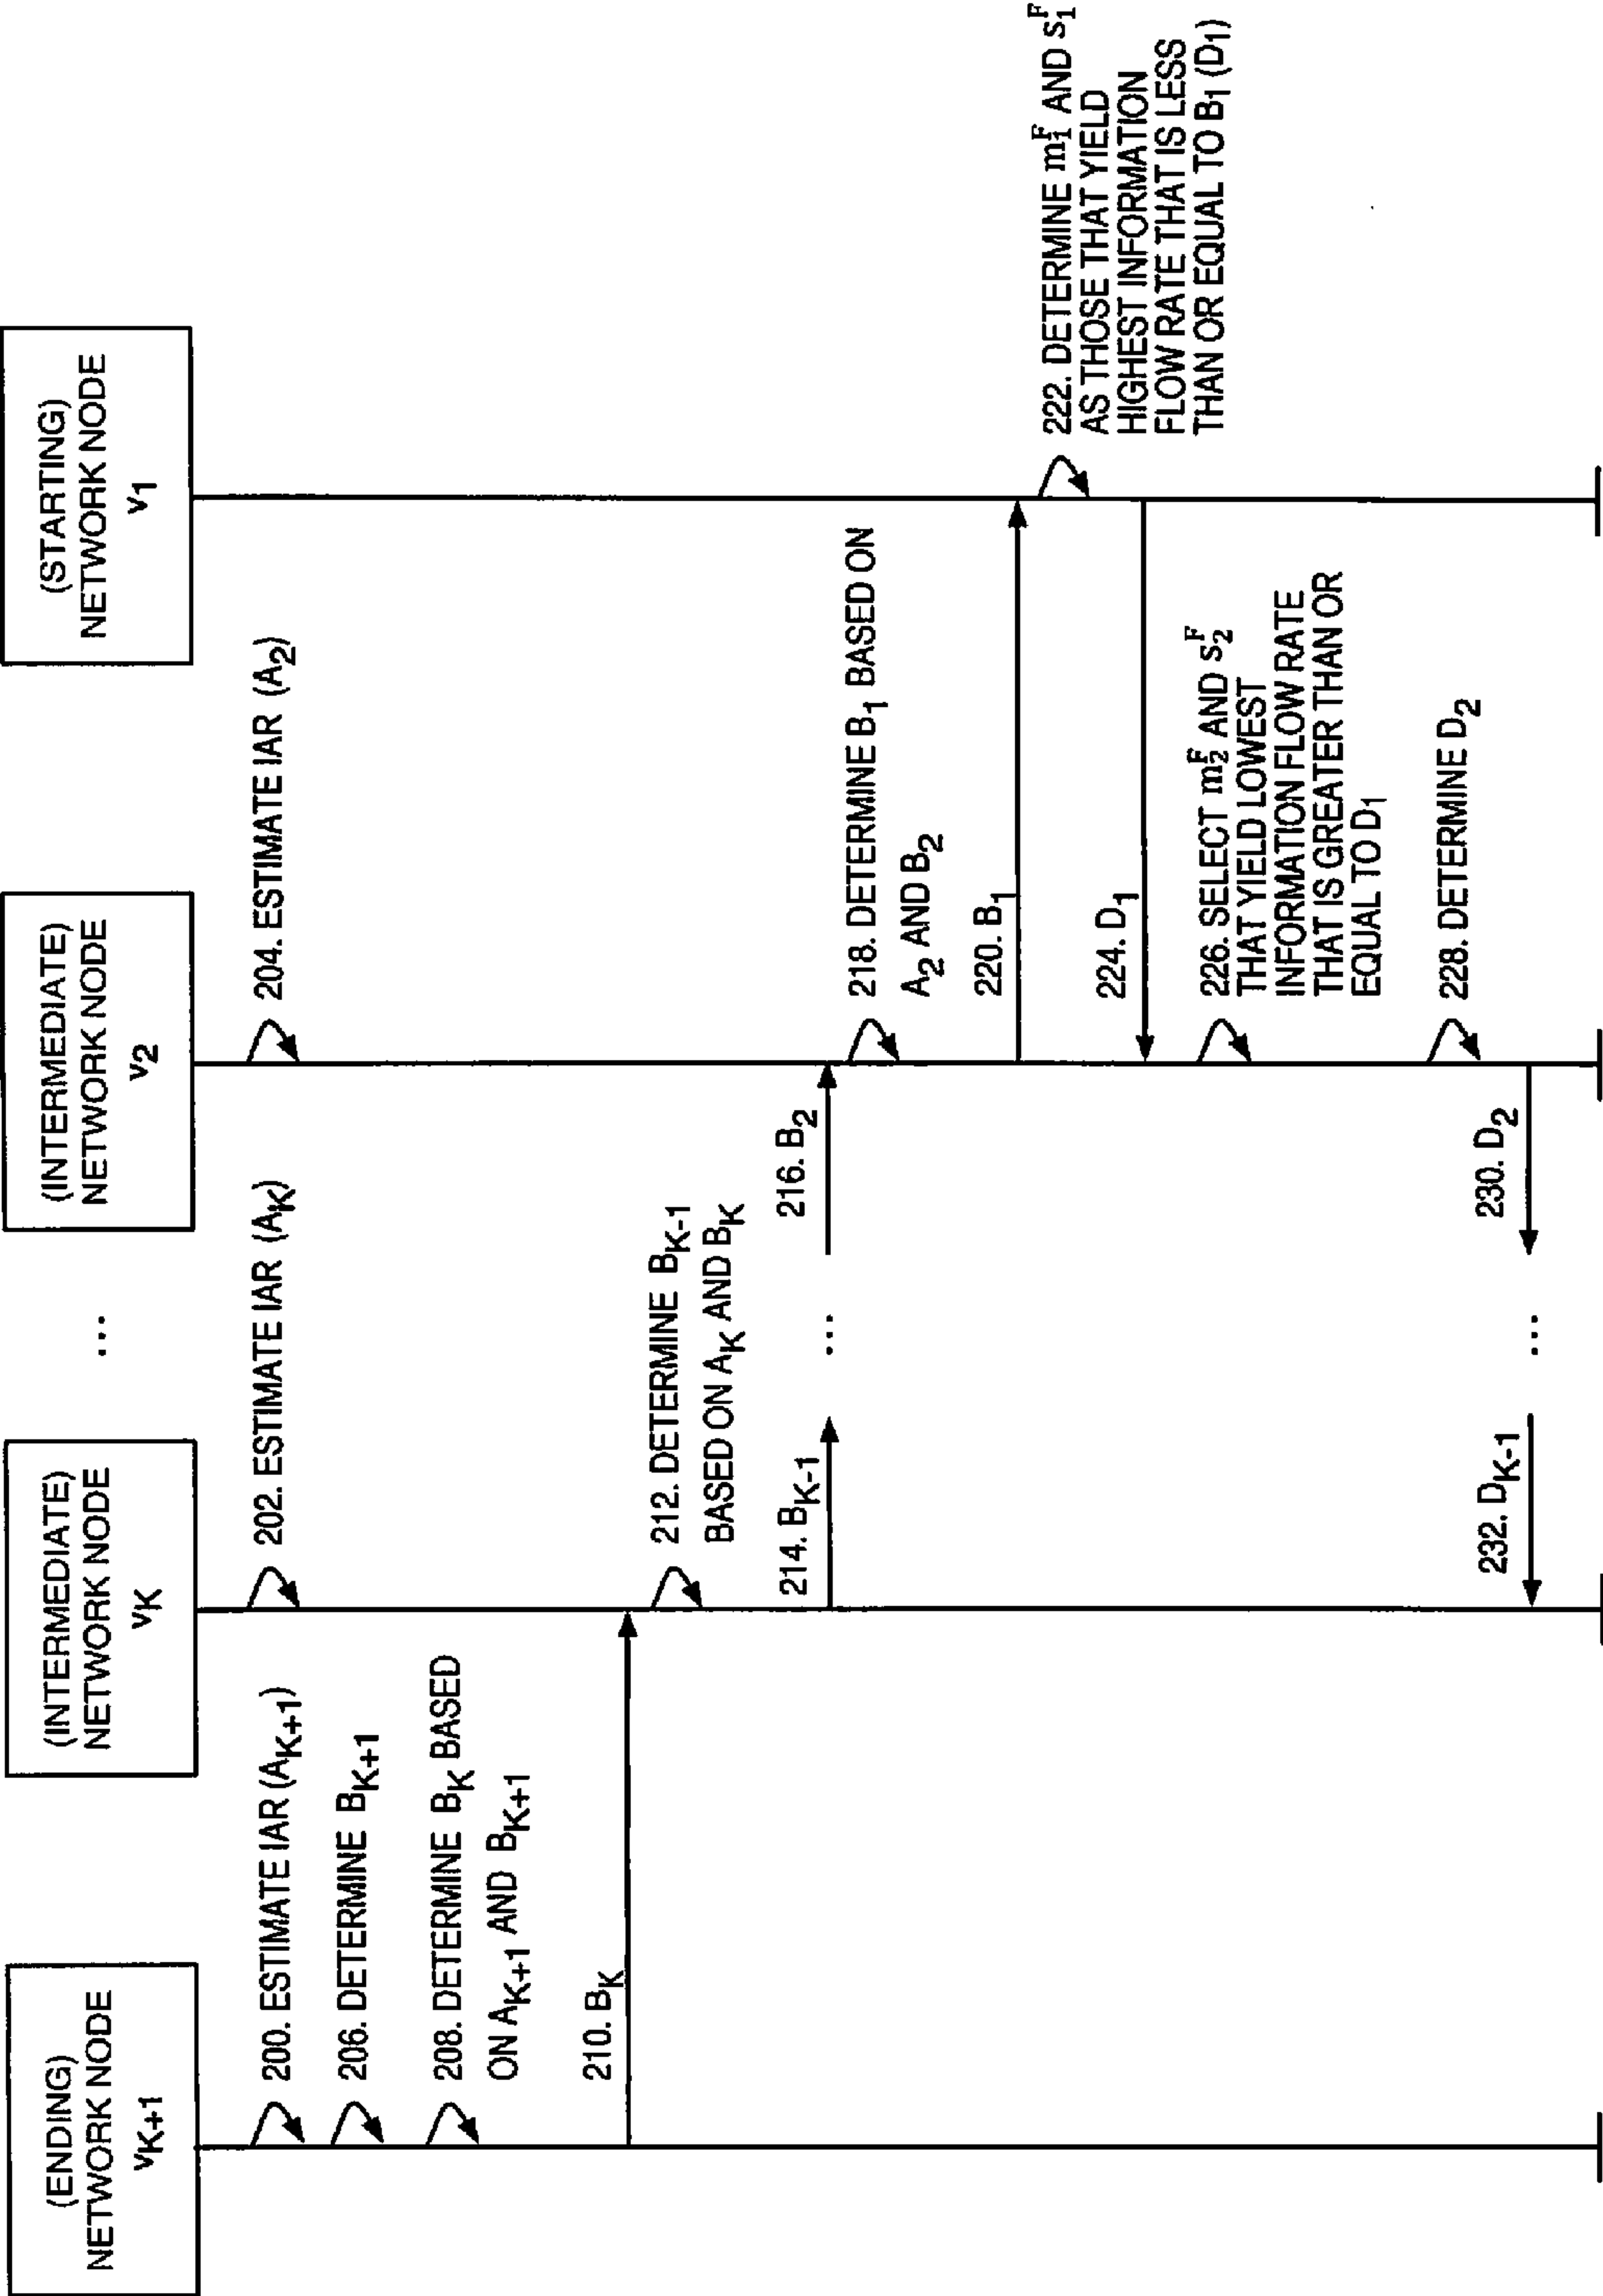 (ENDING)
NETWORK NODE
vK+1
(INTERMEDIATE)
NETWORK NODE
vK
...
(INTERMEDIATE)
NETWORK NODE
v2
(STARTING)
NETWORK NODE
v1
200. ESTIMATE IAR (AK+1)
202. ESTIMATE IAR (AK)
204. ESTIMATE IAR (A2)
206. DETERMINE BK+1
208. DETERMINE BK BASED
ON AK+1 AND BK+1
210. BK
212. DETERMINE BK-1
BASED ON AK AND BK
214. BK-1
...
216. B2
218. DETERMINE B1 BASED ON
A2 AND B2
220. B1
222. DETERMINE m1F AND s1F
AS THOSE THAT YIELD
HIGHEST INFORMATION
FLOW RATE THAT IS LESS
THAN OR EQUAL TO B1 (D1)
224. D1
226. SELECT m2F AND s2F
THAT YIELD LOWEST
INFORMATION FLOW RATE
THAT IS GREATER THAN OR
EQUAL TO D1
228. DETERMINE D2
230. D2
...
232. DK-1